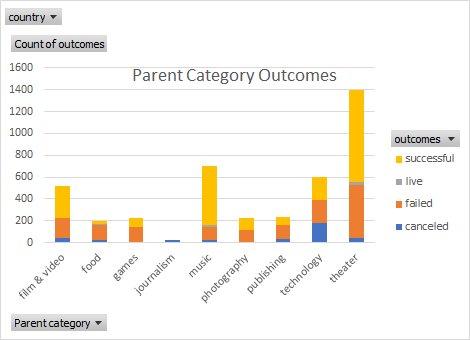 country
Count of outcomes
Parent Category Outcomes
1600
1400
1200
1000
800
600
400
200
0
film & video
food
games
journalism
music
photography
publishing
technology
theater
outcomes
successful
live
failed
canceled
Parent category